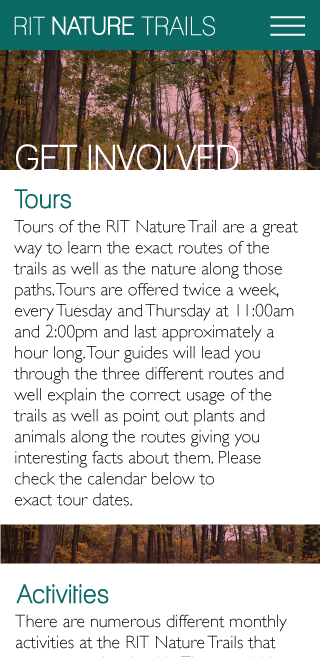 RIT NATURE TRAILS
GET INVOLVED
Tours
Tours of the RIT Nature Trail are a great
way to learn the exact routes of the
trails as well as the nature along those
paths. Tours are offered twice a week,
every Tuesday and Thursday at 11:00am
and 2:00pm and last approximately a
hour long. Tour guides will lead you
through the three different routes and
well explain the correct usage of the
trails as well as point out plants and
animals along the routes giving you
interesting facts about them. Please
check the calendar below to
exact tour dates.
Activities
There are numerous different monthly
activities at the RIT Nature Trails that